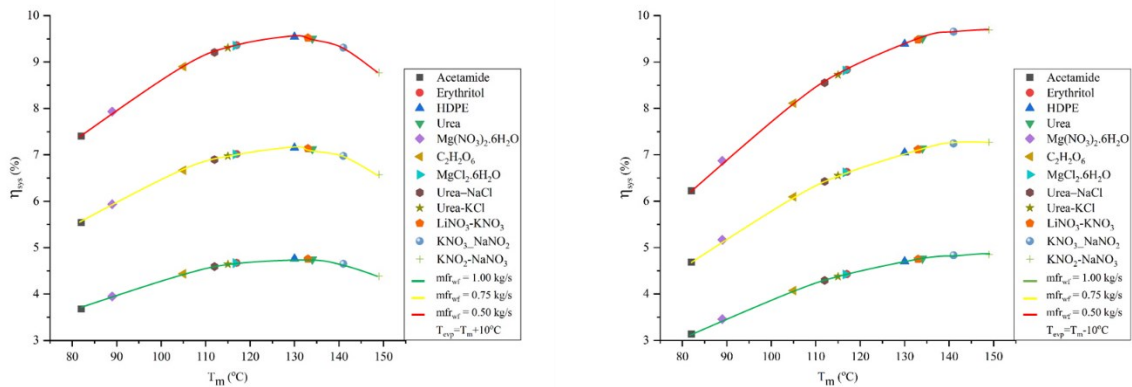 10
9
8
7
6
5
4
3
η_sys (%)
80 90 100 110 120 130 140 150
T_m (°C)
Acetamide
Erythritol
HDPE
Urea
Mg(NO₃)₂.6H₂O
C₂H₂O₆
MgCl₂.6H₂O
Urea–NaCl
Urea-KCl
LiNO₃-KNO₃
KNO₃_NaNO₂
KNO₂-NaNO₃
mfr_wf = 1.00 kg/s
mfr_wf = 0.75 kg/s
mfr_wf = 0.50 kg/s
T_evp=T_m+10°C
10
9
8
7
6
5
4
3
η_sys (%)
80 90 100 110 120 130 140 150
T_m (°C)
Acetamide
Erythritol
HDPE
Urea
Mg(NO₃)₂.6H₂O
C₂H₂O₆
MgCl₂.6H₂O
Urea–NaCl
Urea-KCl
LiNO₃-KNO₃
KNO₃_NaNO₂
KNO₂-NaNO₃
mfr_wf = 1.00 kg/s
mfr_wf = 0.75 kg/s
mfr_wf = 0.50 kg/s
T_evp=T_m-10°C